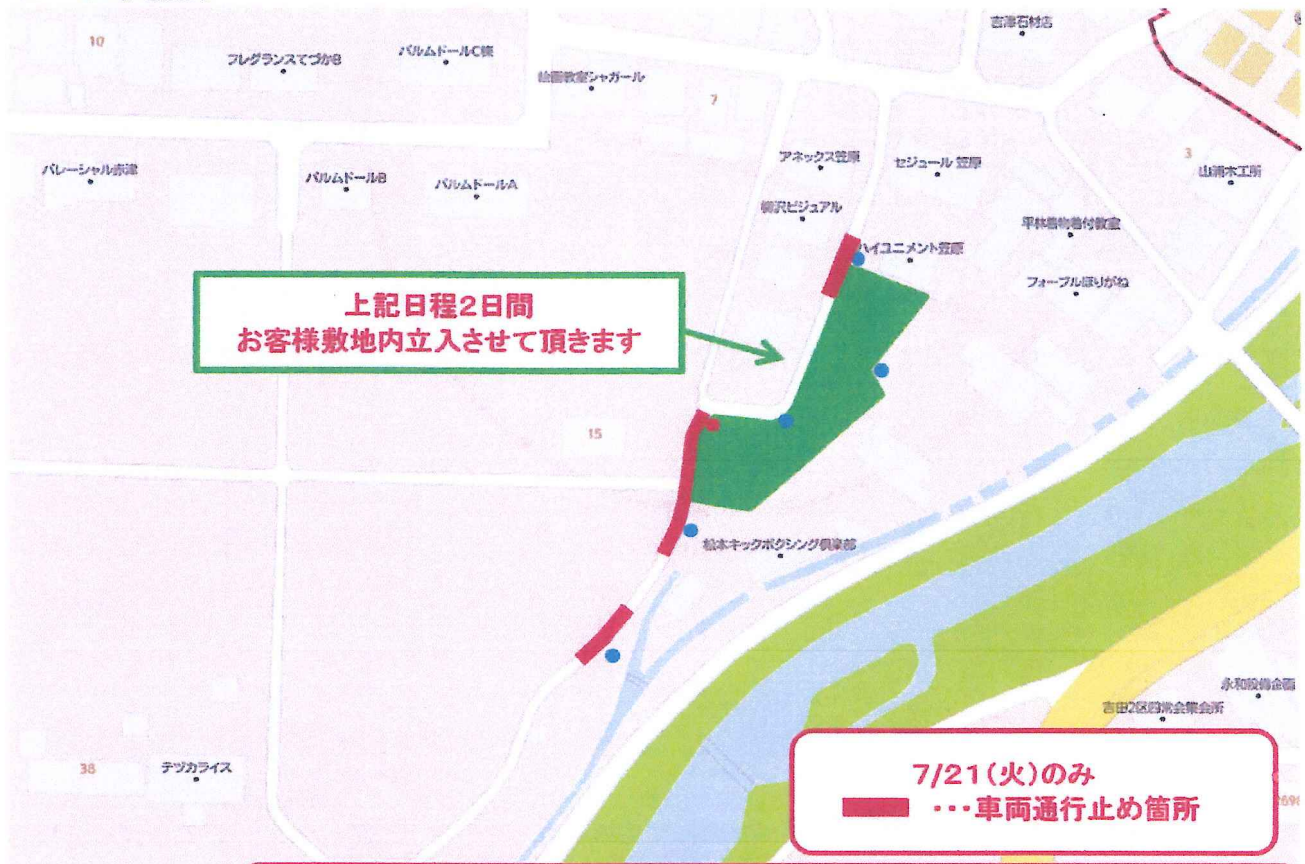 10
フレグランスてづかB
パルムドールC棟
絵画教室シャガール
吉澤石材店
7
バレーシャル赤津
パルムドールB
パルムドールA
アネックス笠原
セジュール 笠原
3
山浦木工所
柳沢ビジュアル
平林着物着付教室
ハイユニメント笠原
フォーブルほりがね
上記日程2日間
お客様敷地内立入させて頂きます
15
松本キックボクシング倶楽部
永和設備企画
吉田2区町常会集会所
38
テヅカライス
7/21(火)のみ
･･･車両通行止め箇所